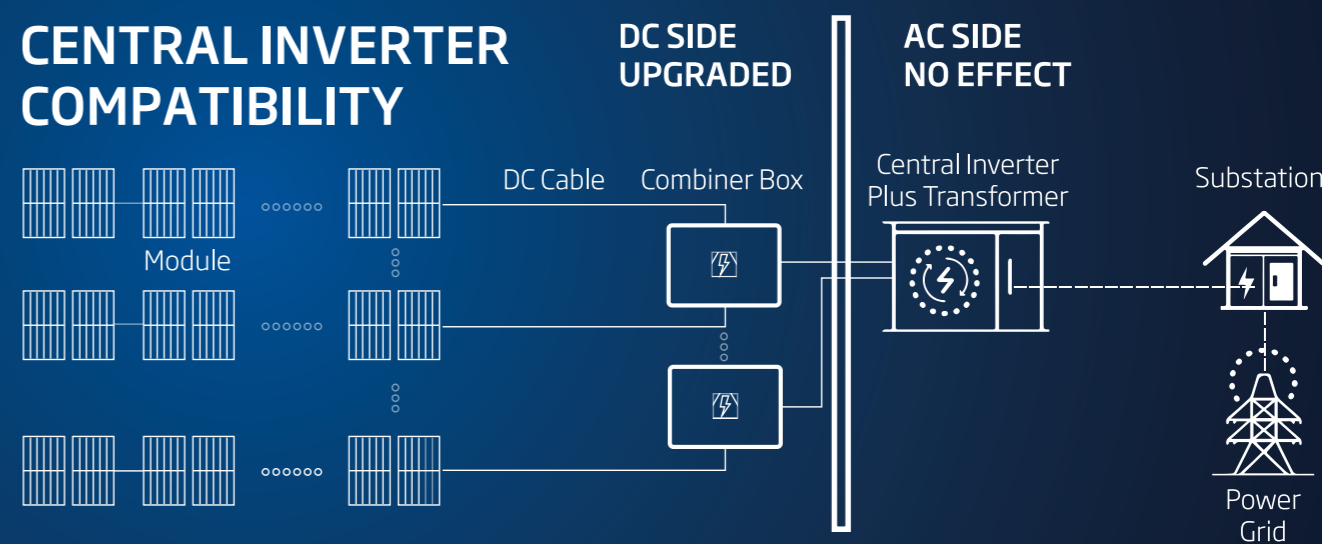 CENTRAL INVERTER
COMPATIBILITY
DC SIDE
UPGRADED
AC SIDE
NO EFFECT
DC Cable
Combiner Box
Central Inverter
Plus Transformer
Substation
Module
Power
Grid